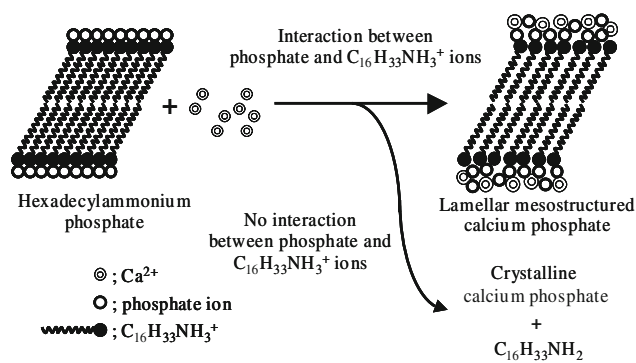 Interaction between
phosphate and C₁₆H₃₃NH₃⁺ ions
+
Hexadecylammonium
phosphate
Lamellar mesostructured
calcium phosphate
No interaction
between phosphate and
C₁₆H₃₃NH₃⁺ ions
; Ca²⁺
; phosphate ion
; C₁₆H₃₃NH₃⁺
Crystalline
calcium phosphate
+
C₁₆H₃₃NH₂